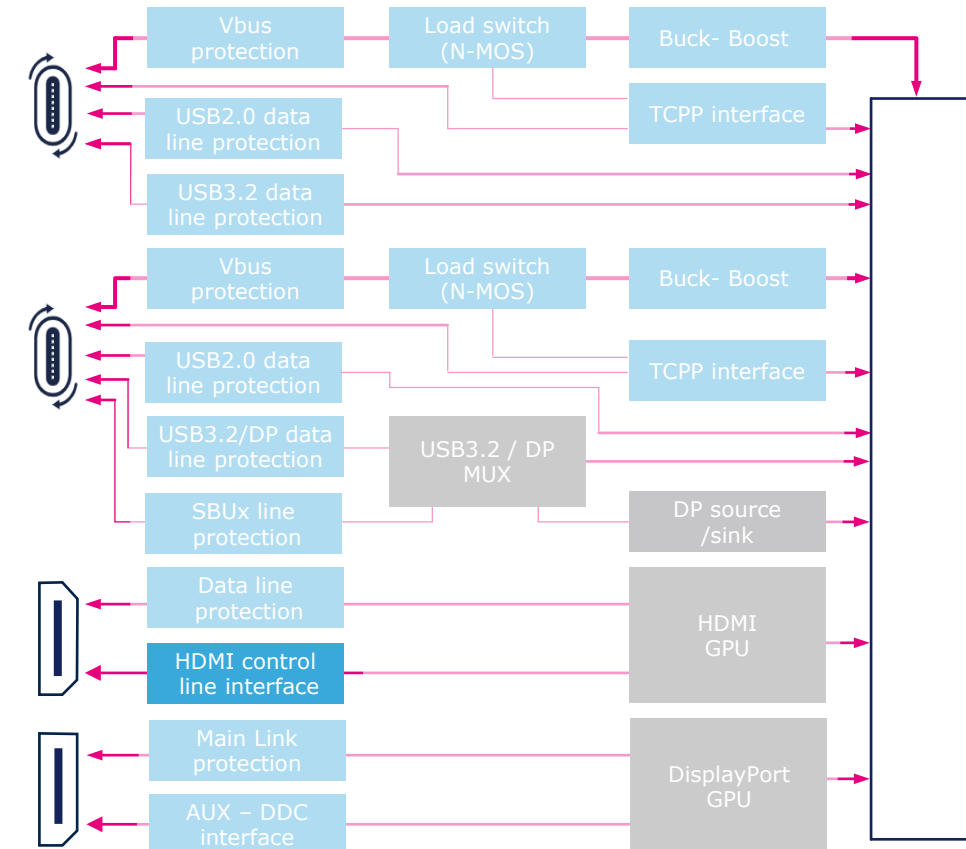 Vbus
protection
Load switch
(N-MOS)
Buck- Boost
TCPP interface
USB2.0 data
line protection
USB3.2 data
line protection
Vbus
protection
Load switch
(N-MOS)
Buck- Boost
USB2.0 data
line protection
TCPP interface
USB3.2/DP data
line protection
USB3.2 / DP
MUX
SBUx line
protection
DP source
/sink
Data line
protection
HDMI
GPU
HDMI control
line interface
Main Link
protection
DisplayPort
GPU
AUX – DDC
interface